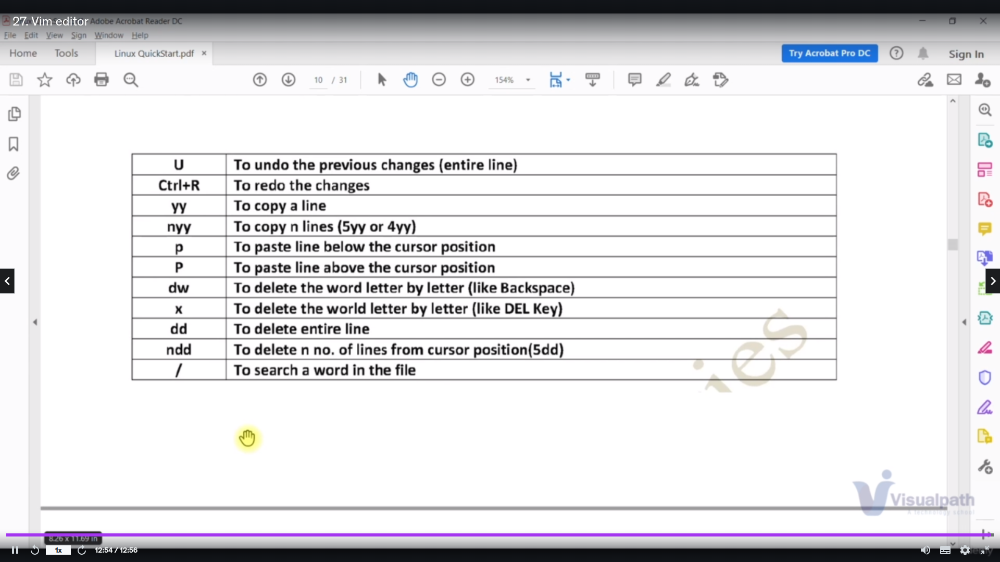 27. Vim editor
Adobe Acrobat Reader DC
File Edit View Sign Window Help
Home Tools Linux QuickStart.pdf
Try Acrobat Pro DC
Sign In
10 / 31
154%
U To undo the previous changes (entire line)
Ctrl+R To redo the changes
yy To copy a line
nyy To copy n lines (5yy or 4yy)
p To paste line below the cursor position
P To paste line above the cursor position
dw To delete the word letter by letter (like Backspace)
x To delete the world letter by letter (like DEL Key)
dd To delete entire line
ndd To delete n no. of lines from cursor position(5dd)
/ To search a word in the file
ies
Visualpath
A technology school
8.26 x 11.69 in
1x
12:54 / 12:56